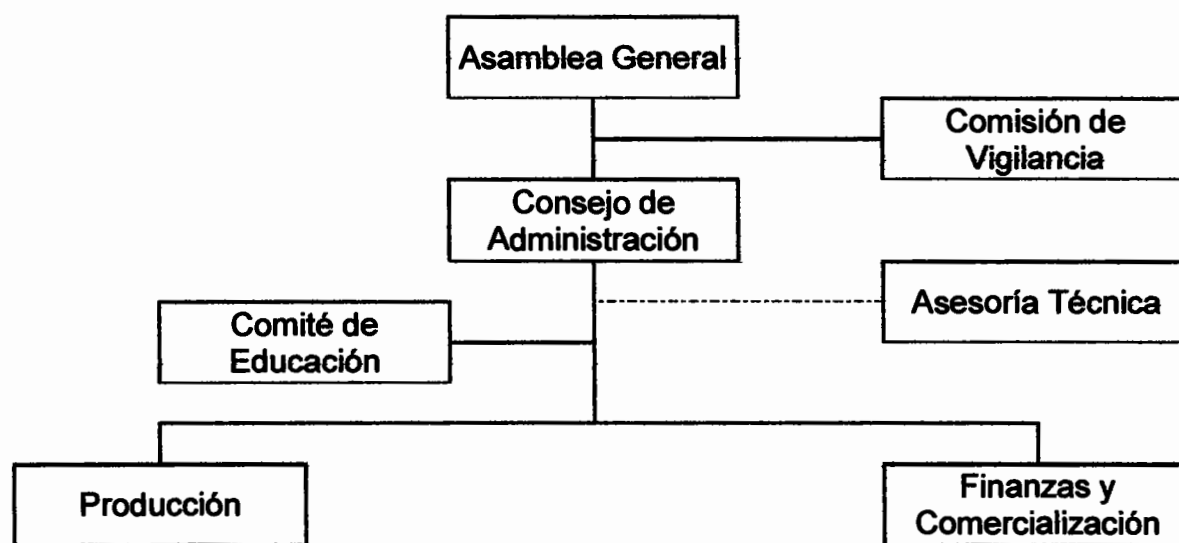 Asamblea General
Comisión de
Vigilancia
Consejo de
Administración
Asesoría Técnica
Comité de
Educación
Producción
Finanzas y
Comercialización